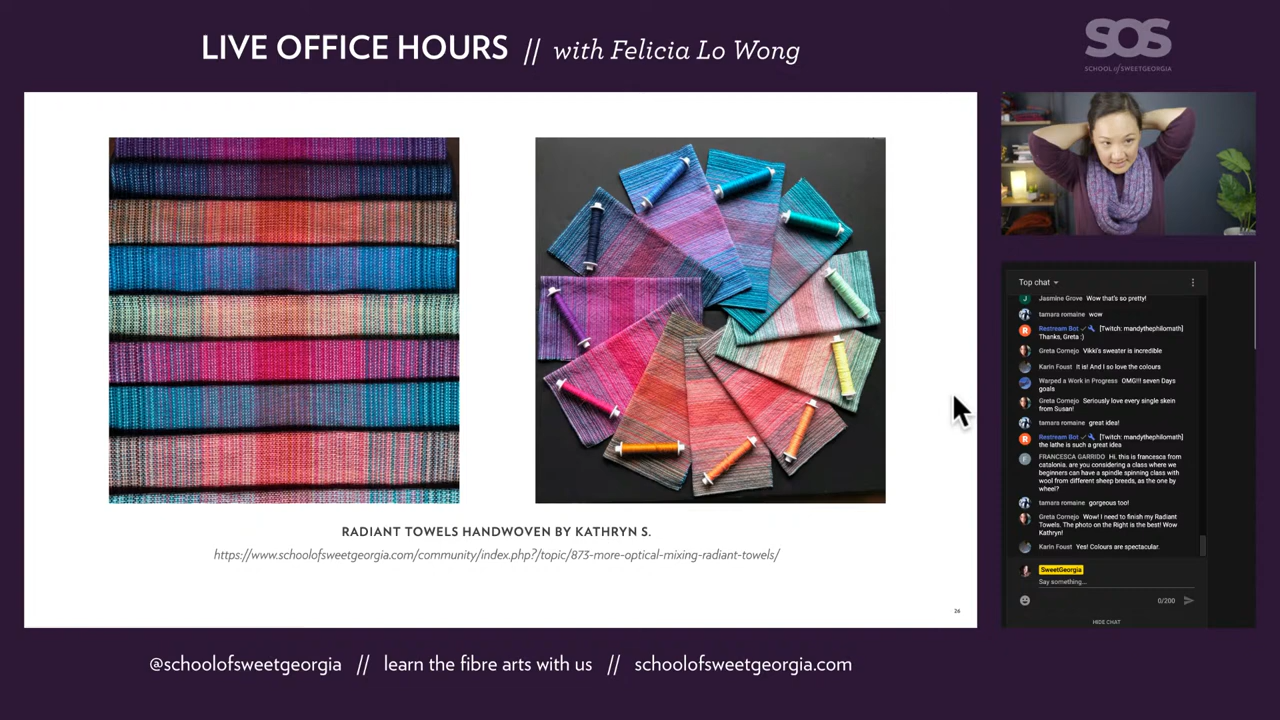 LIVE OFFICE HOURS // with Felicia Lo Wong
SOS
SCHOOL of SWEETGEORGIA
RADIANT TOWELS HANDWOVEN BY KATHRYN S.
https://www.schoolofsweetgeorgia.com/community/index.php?/topic/873-more-optical-mixing-radiant-towels/
26
Top chat
J Jasmine Grove Wow that's so pretty!
tamara romaine wow
R Restream Bot [Twitch: mandythephilomath]
Thanks, Greta :)
Greta Cornejo Vikki's sweater is incredible
Karin Foust It is! And I so love the colours
Warped a Work in Progress OMG!!! seven Days
goals
Greta Cornejo Seriously love every single skein
from Susan!
tamara romaine great idea!
R Restream Bot [Twitch: mandythephilomath]
the lathe is such a great idea
F FRANCESCA GARRIDO Hi. this is francesca from
catalonia. are you considering a class where we
beginners can have a spindle spinning class with
wool from different sheep breeds, as the one by
wheel?
tamara romaine gorgeous too!
Greta Cornejo Wow! I need to finish my Radiant
Towels. The photo on the Right is the best! Wow
Kathryn!
Karin Foust Yes! Colours are spectacular.
SweetGeorgia
Say something...
0/200
HIDE CHAT
@schoolofsweetgeorgia // learn the fibre arts with us // schoolofsweetgeorgia.com